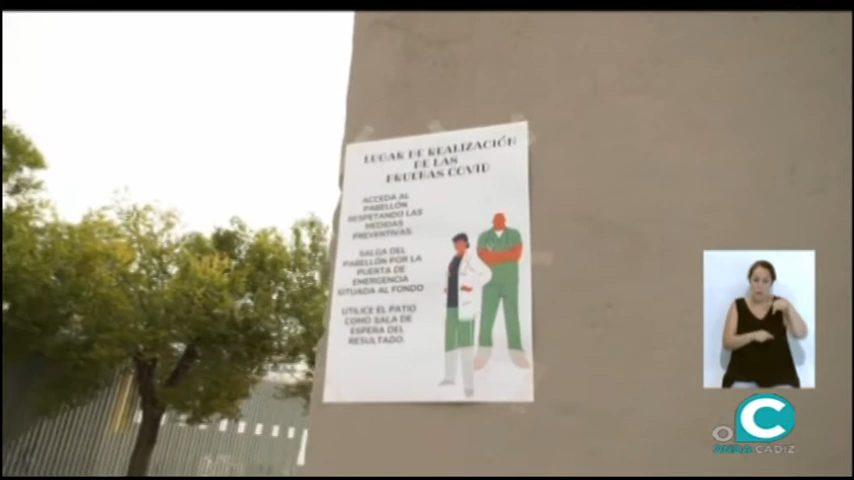 LUGAR DE REALIZACIÓN
DE LAS
PRUEBAS COVID
ACCEDA AL
PABELLÓN
RESPETANDO LAS
MEDIDAS
PREVENTIVAS
SALGA DEL
PABELLÓN POR LA
PUERTA DE
EMERGENCIA
SITUADA AL FONDO
UTILICE EL PATIO
COMO SALA DE
ESPERA DEL
RESULTADO.
ONDA CÁDIZ